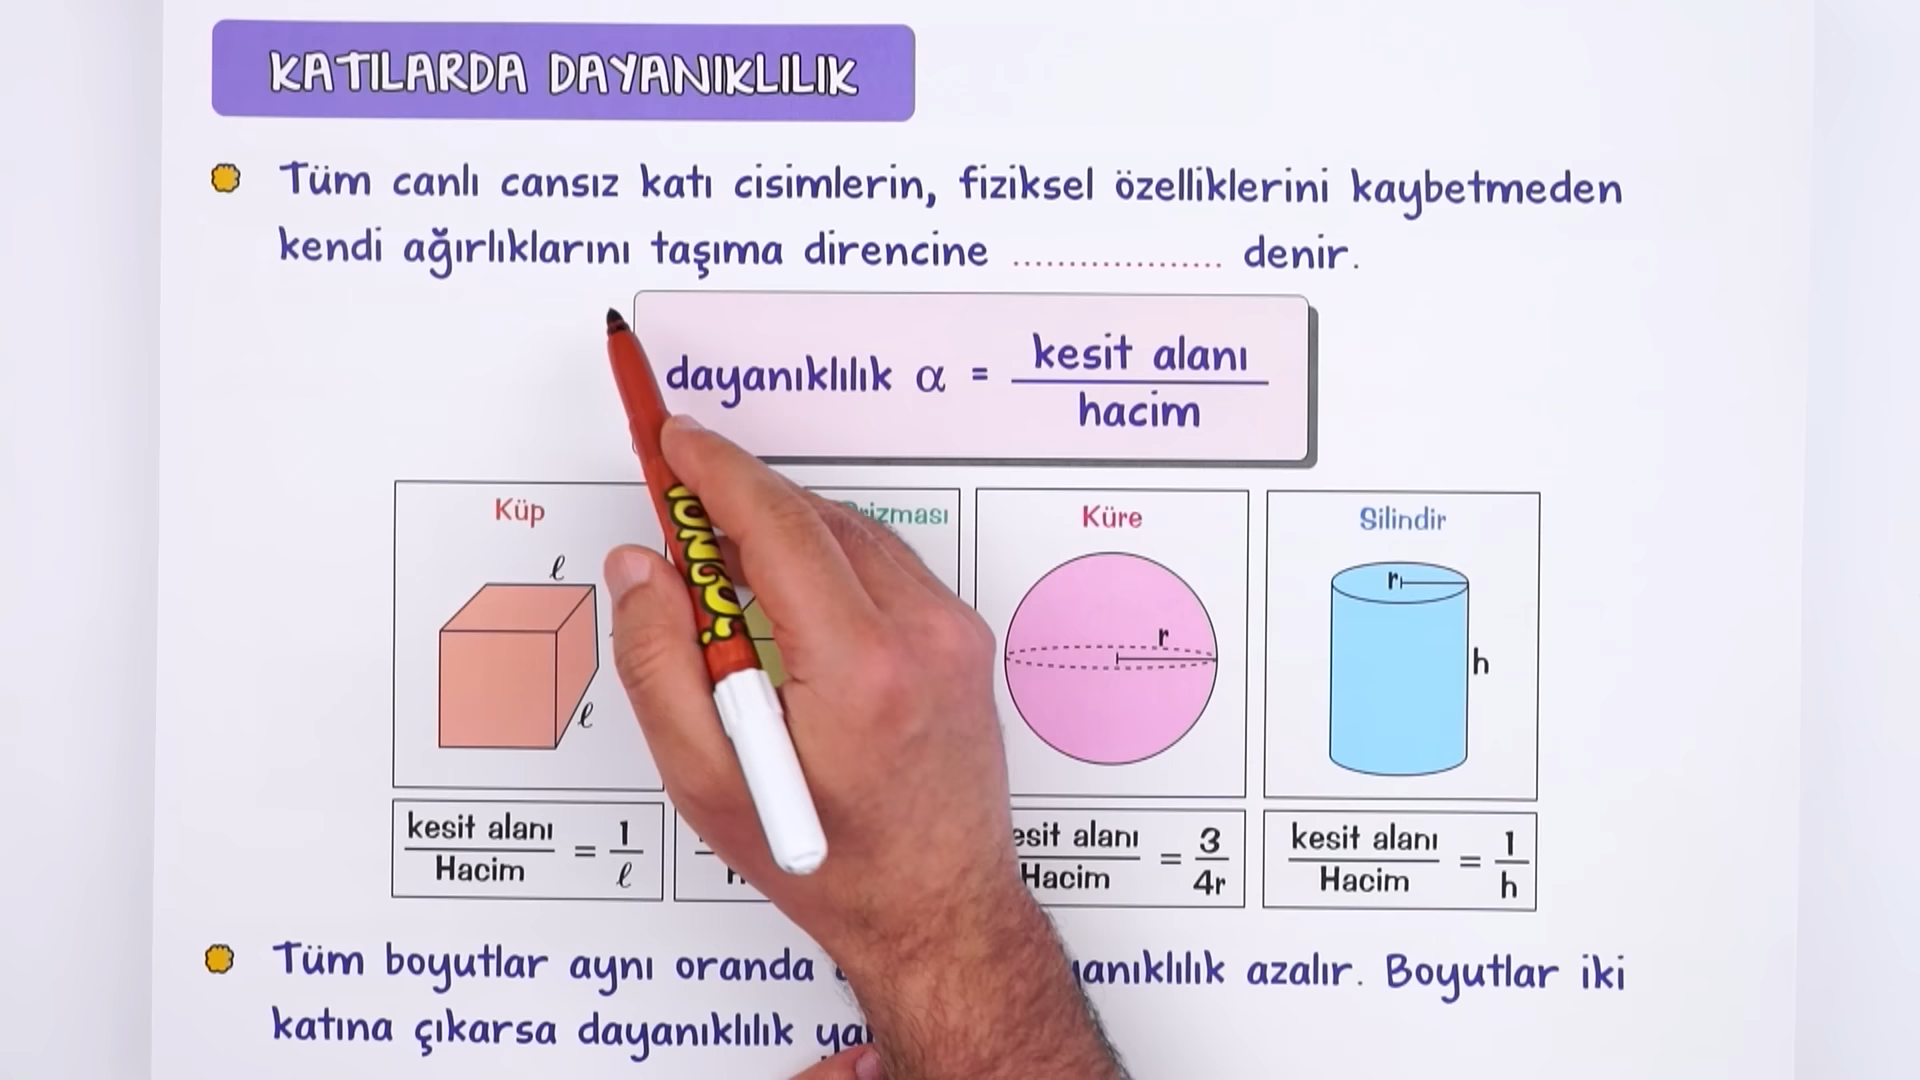 KATILARDA DAYANIKLILIK
Tüm canlı cansız katı cisimlerin, fiziksel özelliklerini kaybetmeden
kendi ağırlıklarını taşıma direncine ................... denir.
dayanıklılık α = kesit alanı
hacim
Küp
Küre
Silindir
ℓ
ℓ
r
r
h
kesit alanı
Hacim
= 1
ℓ
Hacim
= 3
4r
kesit alanı
Hacim
= 1
h
Tüm boyutlar aynı oranda azalır. Boyutlar iki
katına çıkarsa dayanıklılık